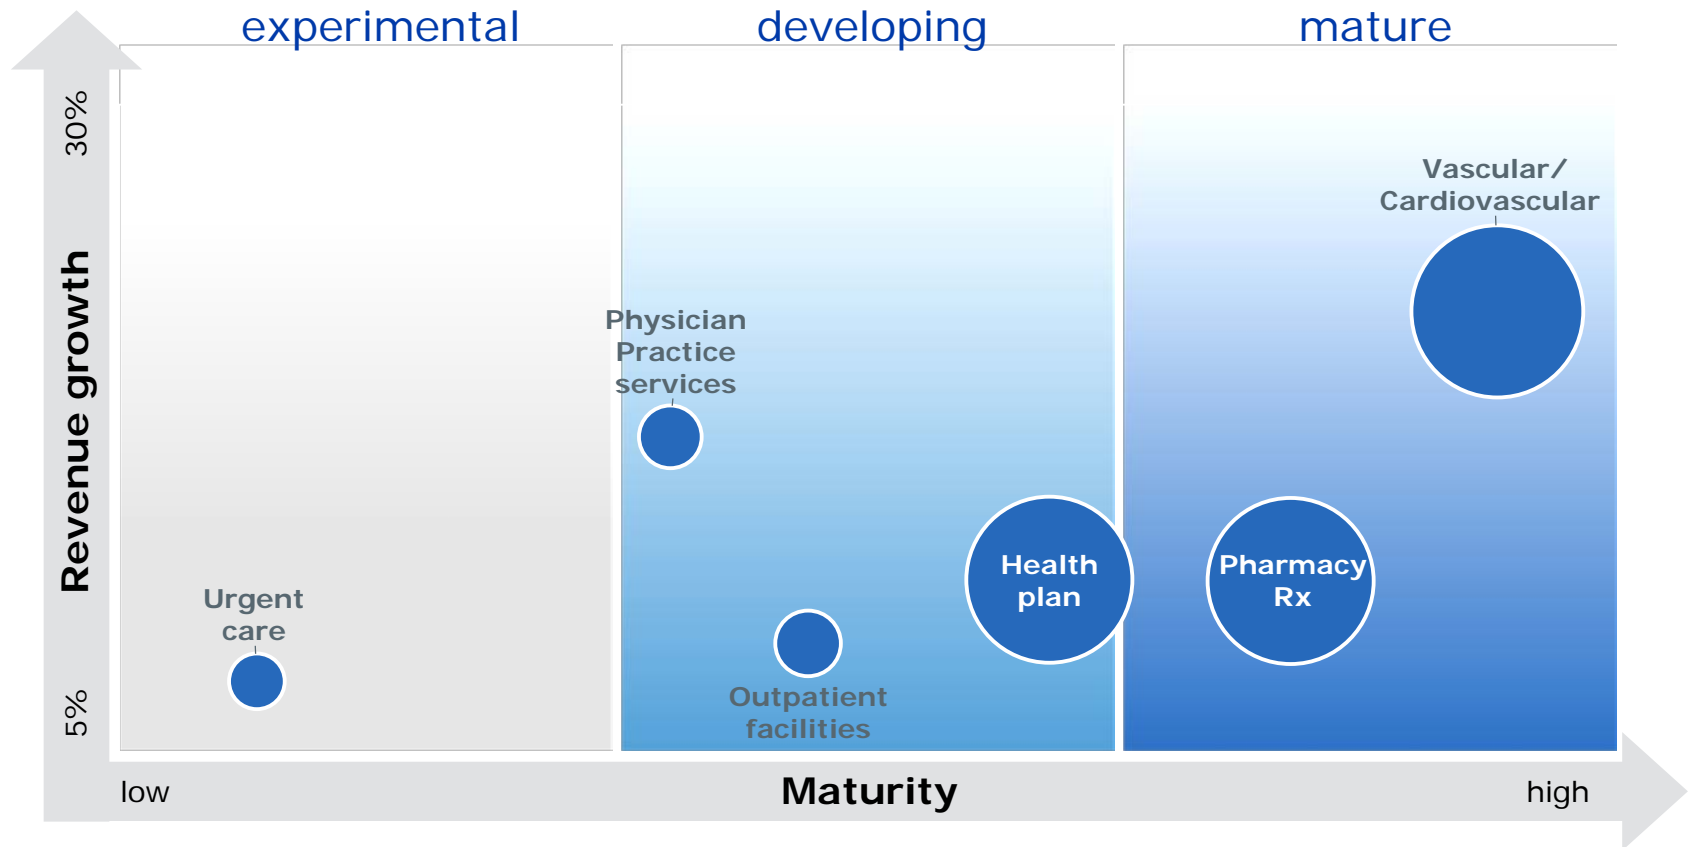 experimental
developing
mature
30%
Revenue growth
5%
Vascular/
Cardiovascular
Physician
Practice
services
Health
plan
Pharmacy
Rx
Urgent
care
Outpatient
facilities
low
Maturity
high